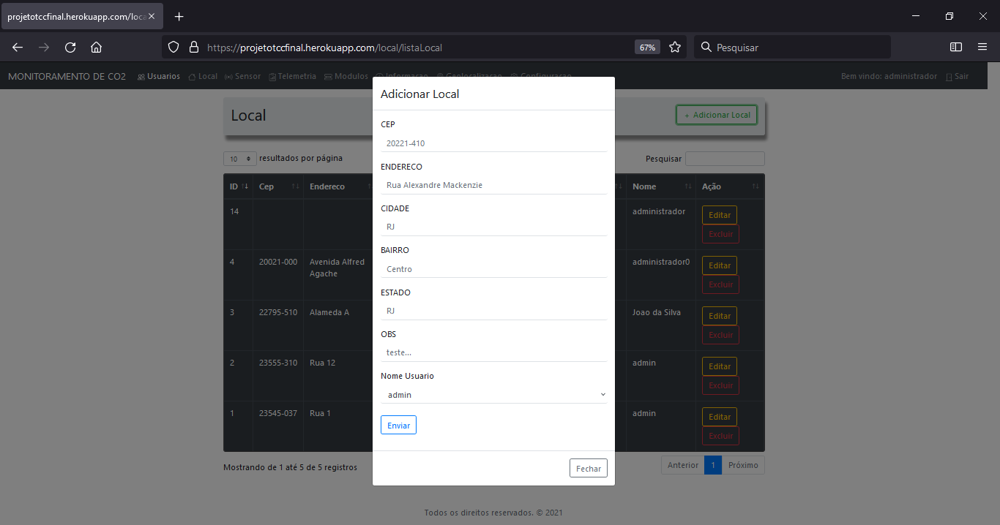 projetotccfinal.herokuapp.com/loca
https://projetotccfinal.herokuapp.com/local/listaLocal
67%
Pesquisar
MONITORAMENTO DE CO2 Usuarios Local Sensor Telemetria Modulos Informacao Geolocalizacao Configuracao Bem vindo: administrador Sair
Local
+ Adicionar Local
10 resultados por página
Pesquisar
ID Cep Endereco Nome Ação
14 administrador Editar
Excluir
4 20021-000 Avenida Alfred administrador0 Editar
Agache Excluir
3 22795-510 Alameda A Joao da Silva Editar
Excluir
2 23555-310 Rua 12 admin Editar
Excluir
1 23545-037 Rua 1 admin Editar
Excluir
Mostrando de 1 até 5 de 5 registros
Anterior 1 Próximo
Adicionar Local
CEP
20221-410
ENDERECO
Rua Alexandre Mackenzie
CIDADE
RJ
BAIRRO
Centro
ESTADO
RJ
OBS
teste...
Nome Usuario
admin
Enviar
Fechar
Todos os direitos reservados. © 2021